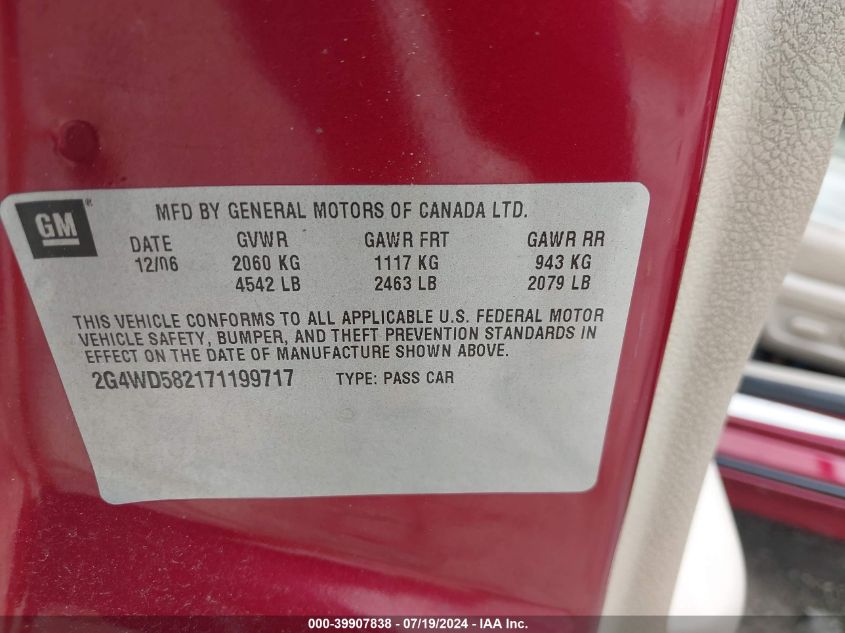 GM®
MFD BY GENERAL MOTORS OF CANADA LTD.
DATE GVWR GAWR FRT GAWR RR
12/06 2060 KG 1117 KG 943 KG
4542 LB 2463 LB 2079 LB
THIS VEHICLE CONFORMS TO ALL APPLICABLE U.S. FEDERAL MOTOR
VEHICLE SAFETY, BUMPER, AND THEFT PREVENTION STANDARDS IN
EFFECT ON THE DATE OF MANUFACTURE SHOWN ABOVE.
2G4WD582171199717 TYPE: PASS CAR
000-39907838 - 07/19/2024 - IAA Inc.